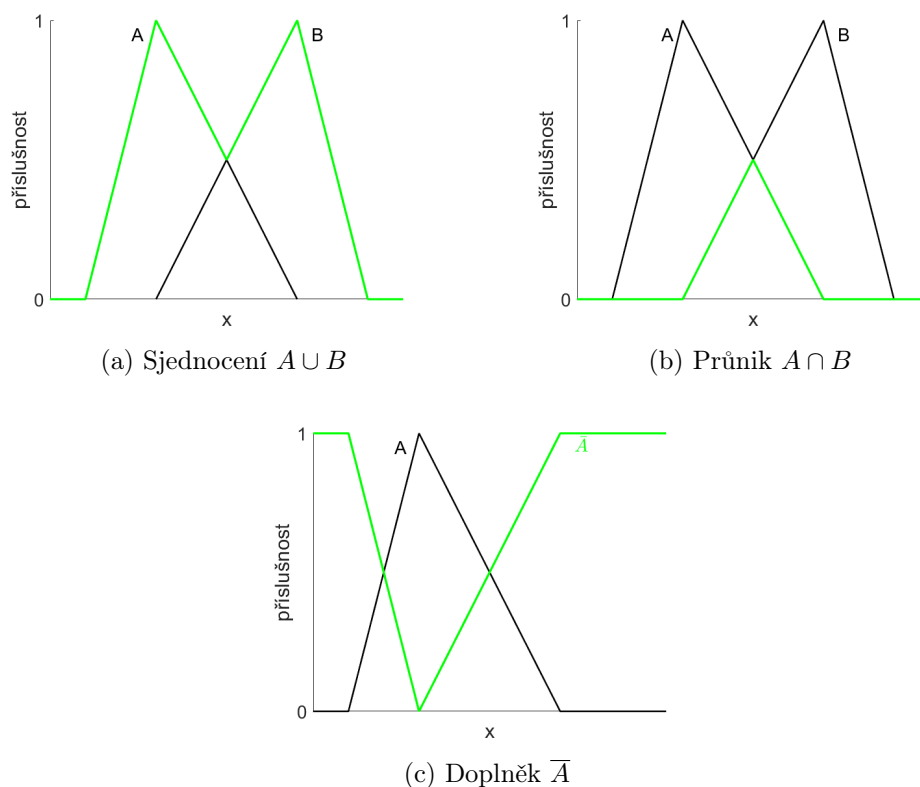 1
A
B
příslušnost
0
x
(a) Sjednocení A ∪ B
1
A
B
příslušnost
0
x
(b) Průnik A ∩ B
1
A
Ā
příslušnost
0
x
(c) Doplněk A̅